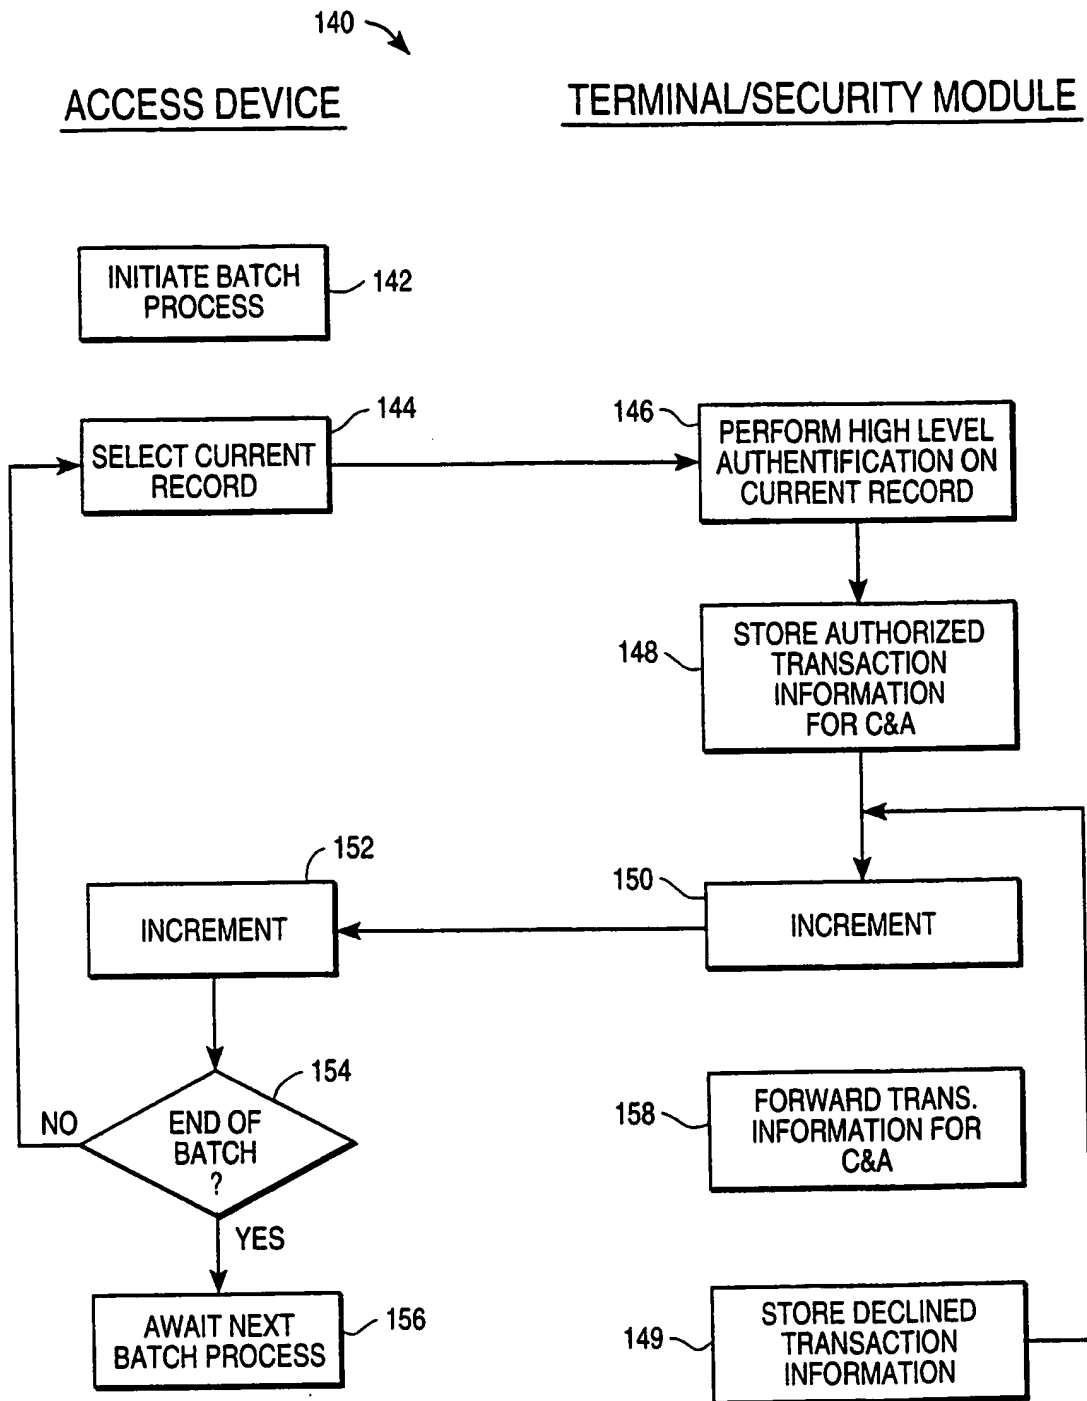 140
ACCESS DEVICE
TERMINAL/SECURITY MODULE
INITIATE BATCH
PROCESS
142
144
SELECT CURRENT
RECORD
146
PERFORM HIGH LEVEL
AUTHENTIFICATION ON
CURRENT RECORD
148
STORE AUTHORIZED
TRANSACTION
INFORMATION
FOR C&A
152
INCREMENT
150
INCREMENT
154
NO
END OF
BATCH
?
YES
158
FORWARD TRANS.
INFORMATION FOR
C&A
AWAIT NEXT
BATCH PROCESS
156
149
STORE DECLINED
TRANSACTION
INFORMATION